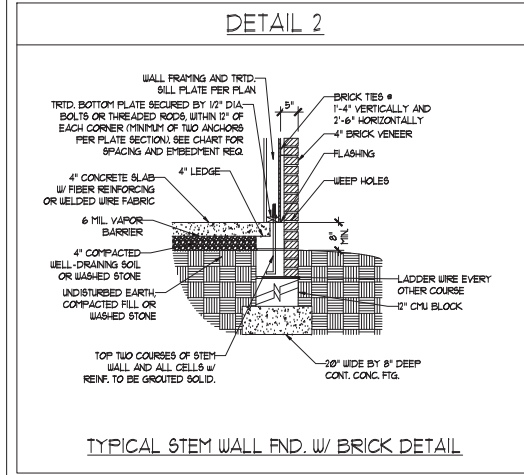 DETAIL 2
WALL FRAMING AND TRTD.
SILL PLATE PER PLAN
TRTD. BOTTOM PLATE SECURED BY 1/2" DIA.
BOLTS OR THREADED RODS, WITHIN 12" OF
EACH CORNER (MINIMUM OF TWO ANCHORS
PER PLATE SECTION). SEE CHART FOR
SPACING AND EMBEDMENT REQ.
4" LEDGE
4" CONCRETE SLAB
W/ FIBER REINFORCING
OR WELDED WIRE FABRIC
6 MIL. VAPOR
BARRIER
4" COMPACTED
WELL-DRAINING SOIL
OR WASHED STONE
UNDISTURBED EARTH,
COMPACTED FILL OR
WASHED STONE
TOP TWO COURSES OF STEM
WALL AND ALL CELLS W/
REINF. TO BE GROUTED SOLID.
5"
BRICK TIES @
1'-4" VERTICALLY AND
2'-6" HORIZONTALLY
4" BRICK VENEER
FLASHING
WEEP HOLES
8"
MIN.
LADDER WIRE EVERY
OTHER COURSE
12" CMU BLOCK
20" WIDE BY 8" DEEP
CONT. CONC. FTG.
TYPICAL STEM WALL FND. W/ BRICK DETAIL